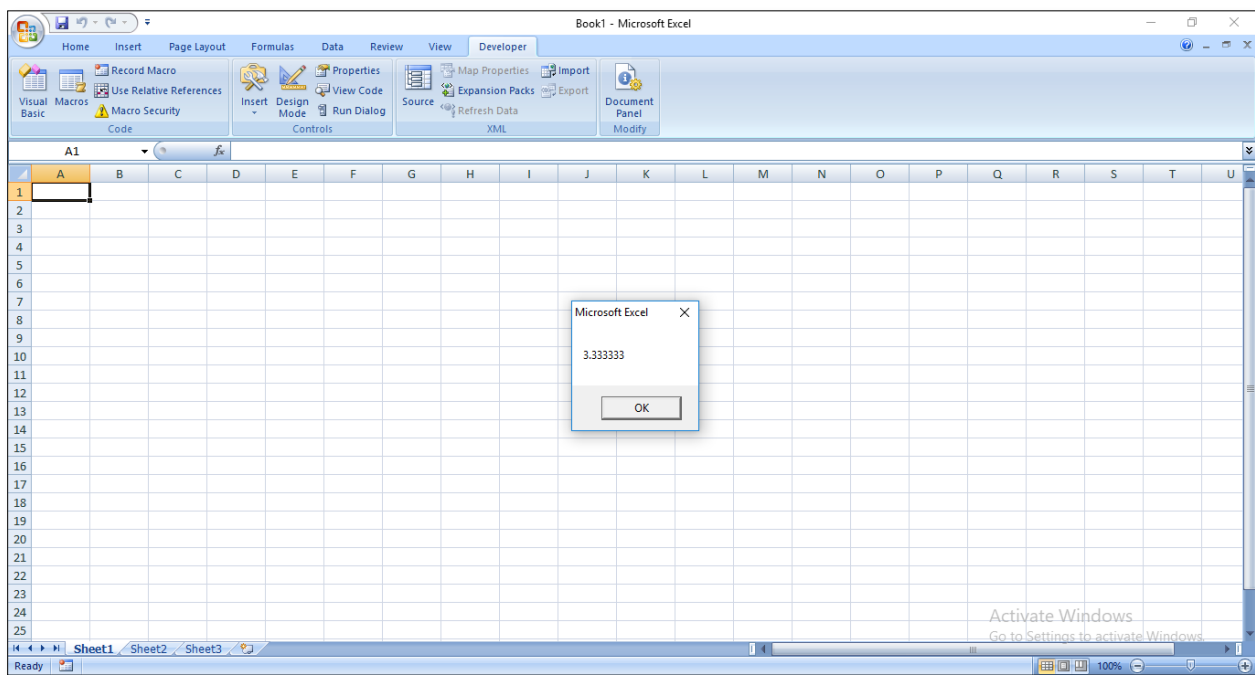 Book1 - Microsoft Excel
Home Insert Page Layout Formulas Data Review View Developer
Visual Basic
Macros
Record Macro
Use Relative References
Macro Security
Code
Insert
Design Mode
Properties
View Code
Run Dialog
Controls
Source
Map Properties
Expansion Packs
Refresh Data
Import
Export
XML
Document Panel
Modify
A1 fx
A B C D E F G H I J K L M N O P Q R S T U
1
2
3
4
5
6
7
8
9
10
11
12
13
14
15
16
17
18
19
20
21
22
23
24
25
Microsoft Excel
3.333333
OK
Activate Windows
Go to Settings to activate Windows.
Sheet1 Sheet2 Sheet3
Ready 100%